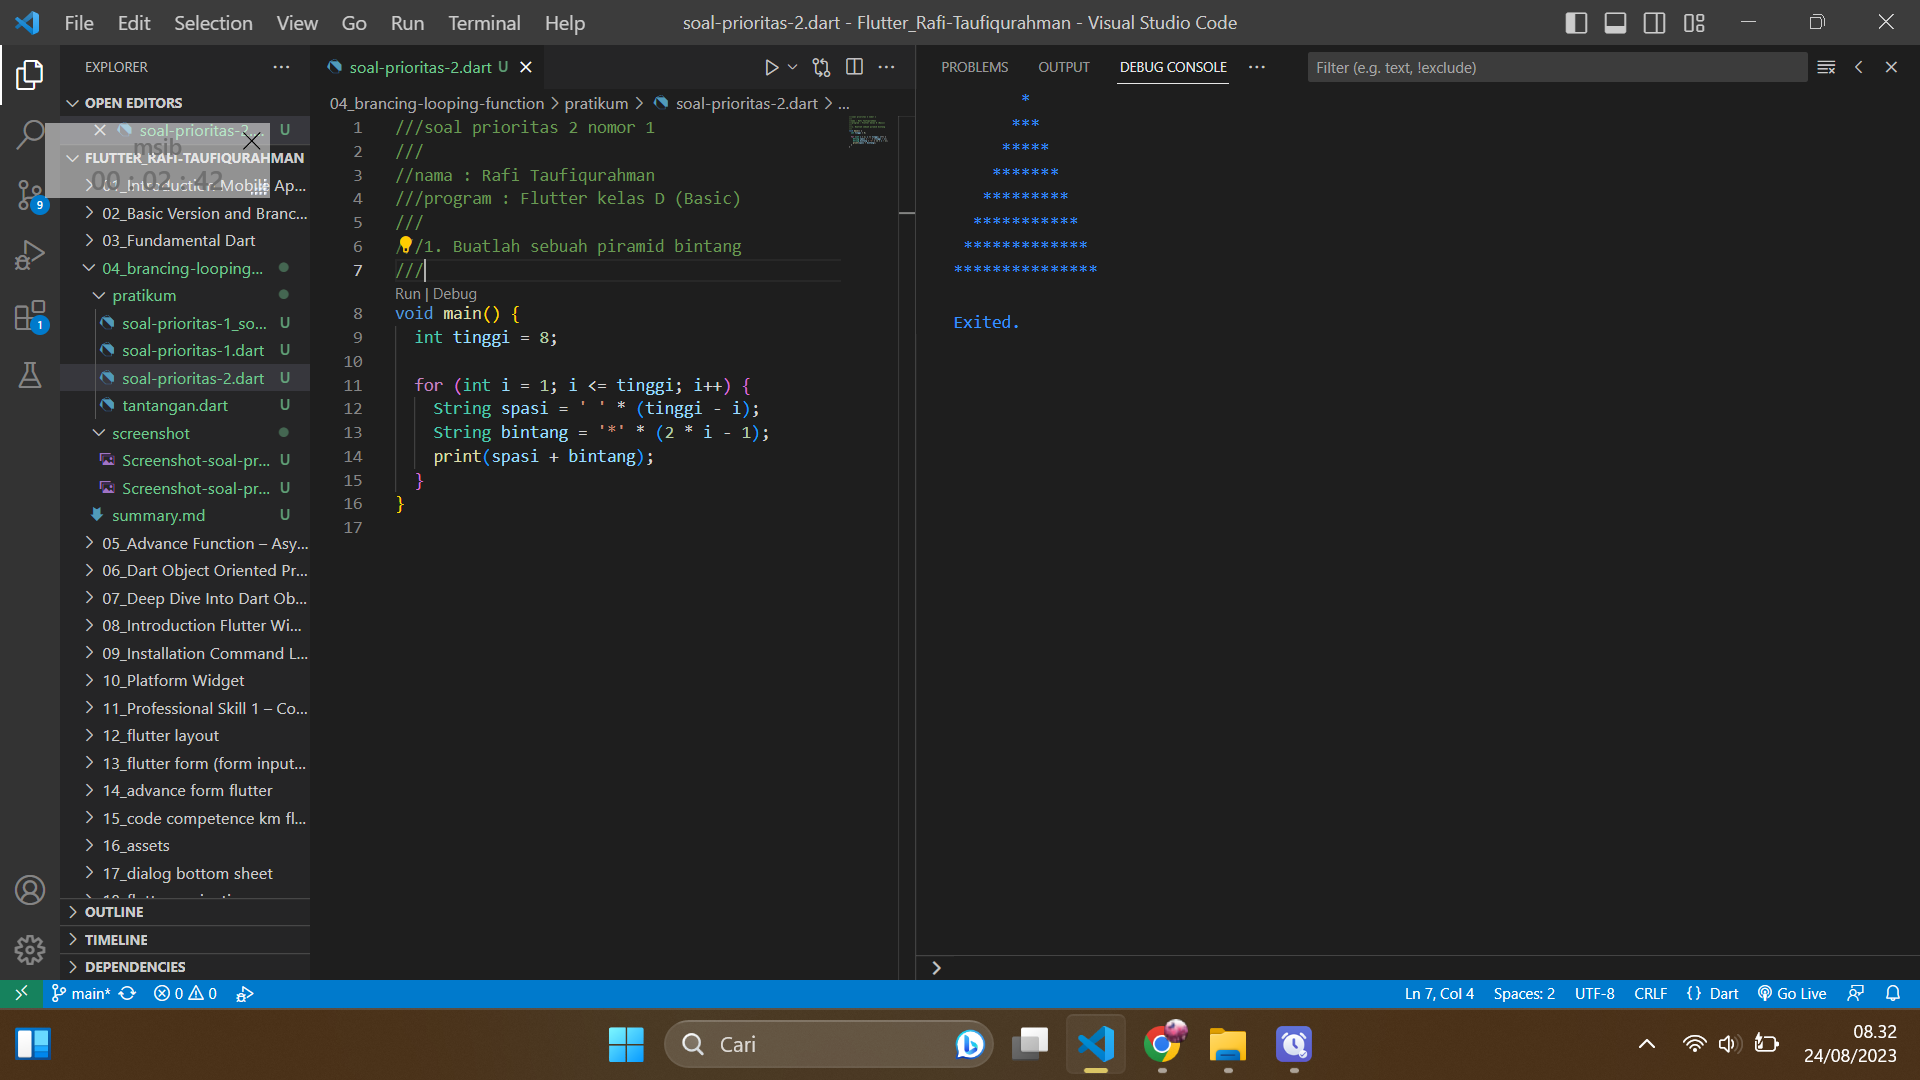 File Edit Selection View Go Run Terminal Help
soal-prioritas-2.dart - Flutter_Rafi-Taufiqurahman - Visual Studio Code
EXPLORER
OPEN EDITORS
soal-prioritas-2... U
FLUTTER_RAFI-TAUFIQURAHMAN
msib
00 : 02 : 42
01_Introduction Mobile Ap...
02_Basic Version and Branc...
03_Fundamental Dart
04_brancing-looping...
pratikum
soal-prioritas-1_so... U
soal-prioritas-1.dart U
soal-prioritas-2.dart U
tantangan.dart U
screenshot
Screenshot-soal-pr... U
Screenshot-soal-pr... U
summary.md U
05_Advance Function – Asy...
06_Dart Object Oriented Pr...
07_Deep Dive Into Dart Ob...
08_Introduction Flutter Wi...
09_Installation Command L...
10_Platform Widget
11_Professional Skill 1 – Co...
12_flutter layout
13_flutter form (form input...
14_advance form flutter
15_code competence km fl...
16_assets
17_dialog bottom sheet
OUTLINE
TIMELINE
DEPENDENCIES
9
1
soal-prioritas-2.dart U
04_brancing-looping-function > pratikum > soal-prioritas-2.dart > ...
1 ///soal prioritas 2 nomor 1
2 ///
3 //nama : Rafi Taufiqurahman
4 ///program : Flutter kelas D (Basic)
5 ///
6 ///1. Buatlah sebuah piramid bintang
7 ///
Run | Debug
8 void main() {
9   int tinggi = 8;
10
11   for (int i = 1; i <= tinggi; i++) {
12     String spasi = ' ' * (tinggi - i);
13     String bintang = '*' * (2 * i - 1);
14     print(spasi + bintang);
15   }
16 }
17
PROBLEMS OUTPUT DEBUG CONSOLE ...
Filter (e.g. text, !exclude)
       *
      ***
     *****
    *******
   *********
  ***********
 *************
***************
Exited.
main* 0 0
Ln 7, Col 4 Spaces: 2 UTF-8 CRLF {} Dart Go Live
Cari
08.32
24/08/2023